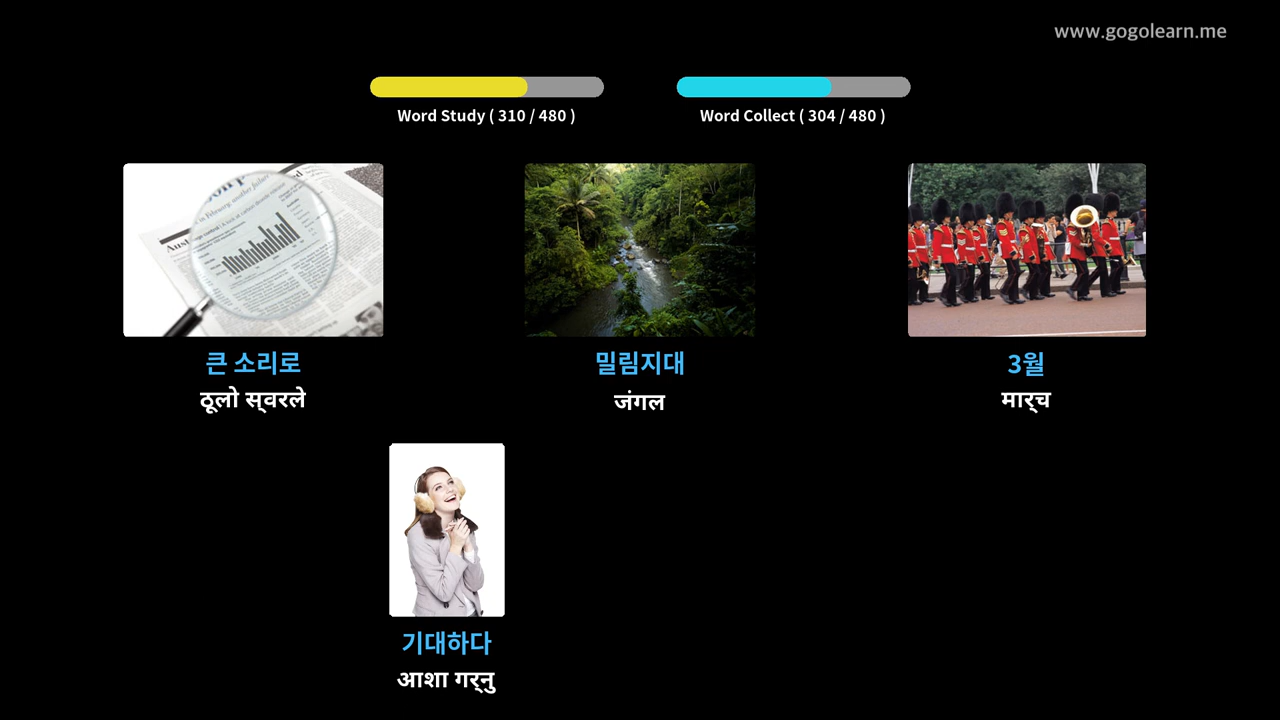 www.gogolearn.me
Word Study ( 310 / 480 )
Word Collect ( 304 / 480 )
큰 소리로
ठूलो स्वरले
밀림지대
जंगल
3월
मार्च
기대하다
आशा गर्नु